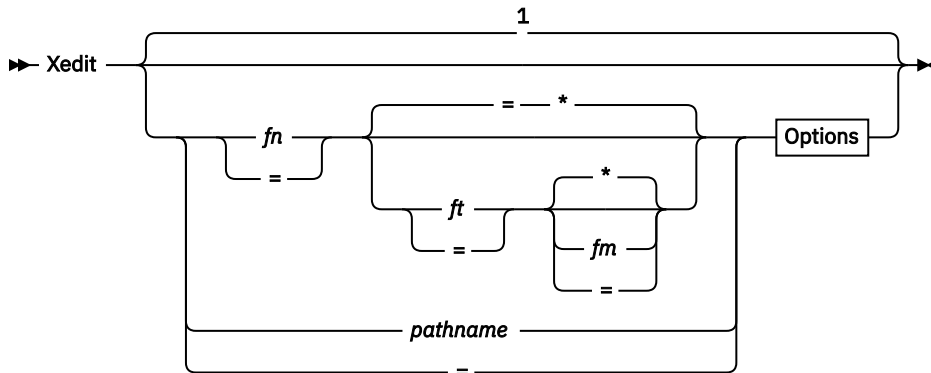 1
Xedit
= *
fn
Options
=
*
ft
=
fm
=
pathname
–